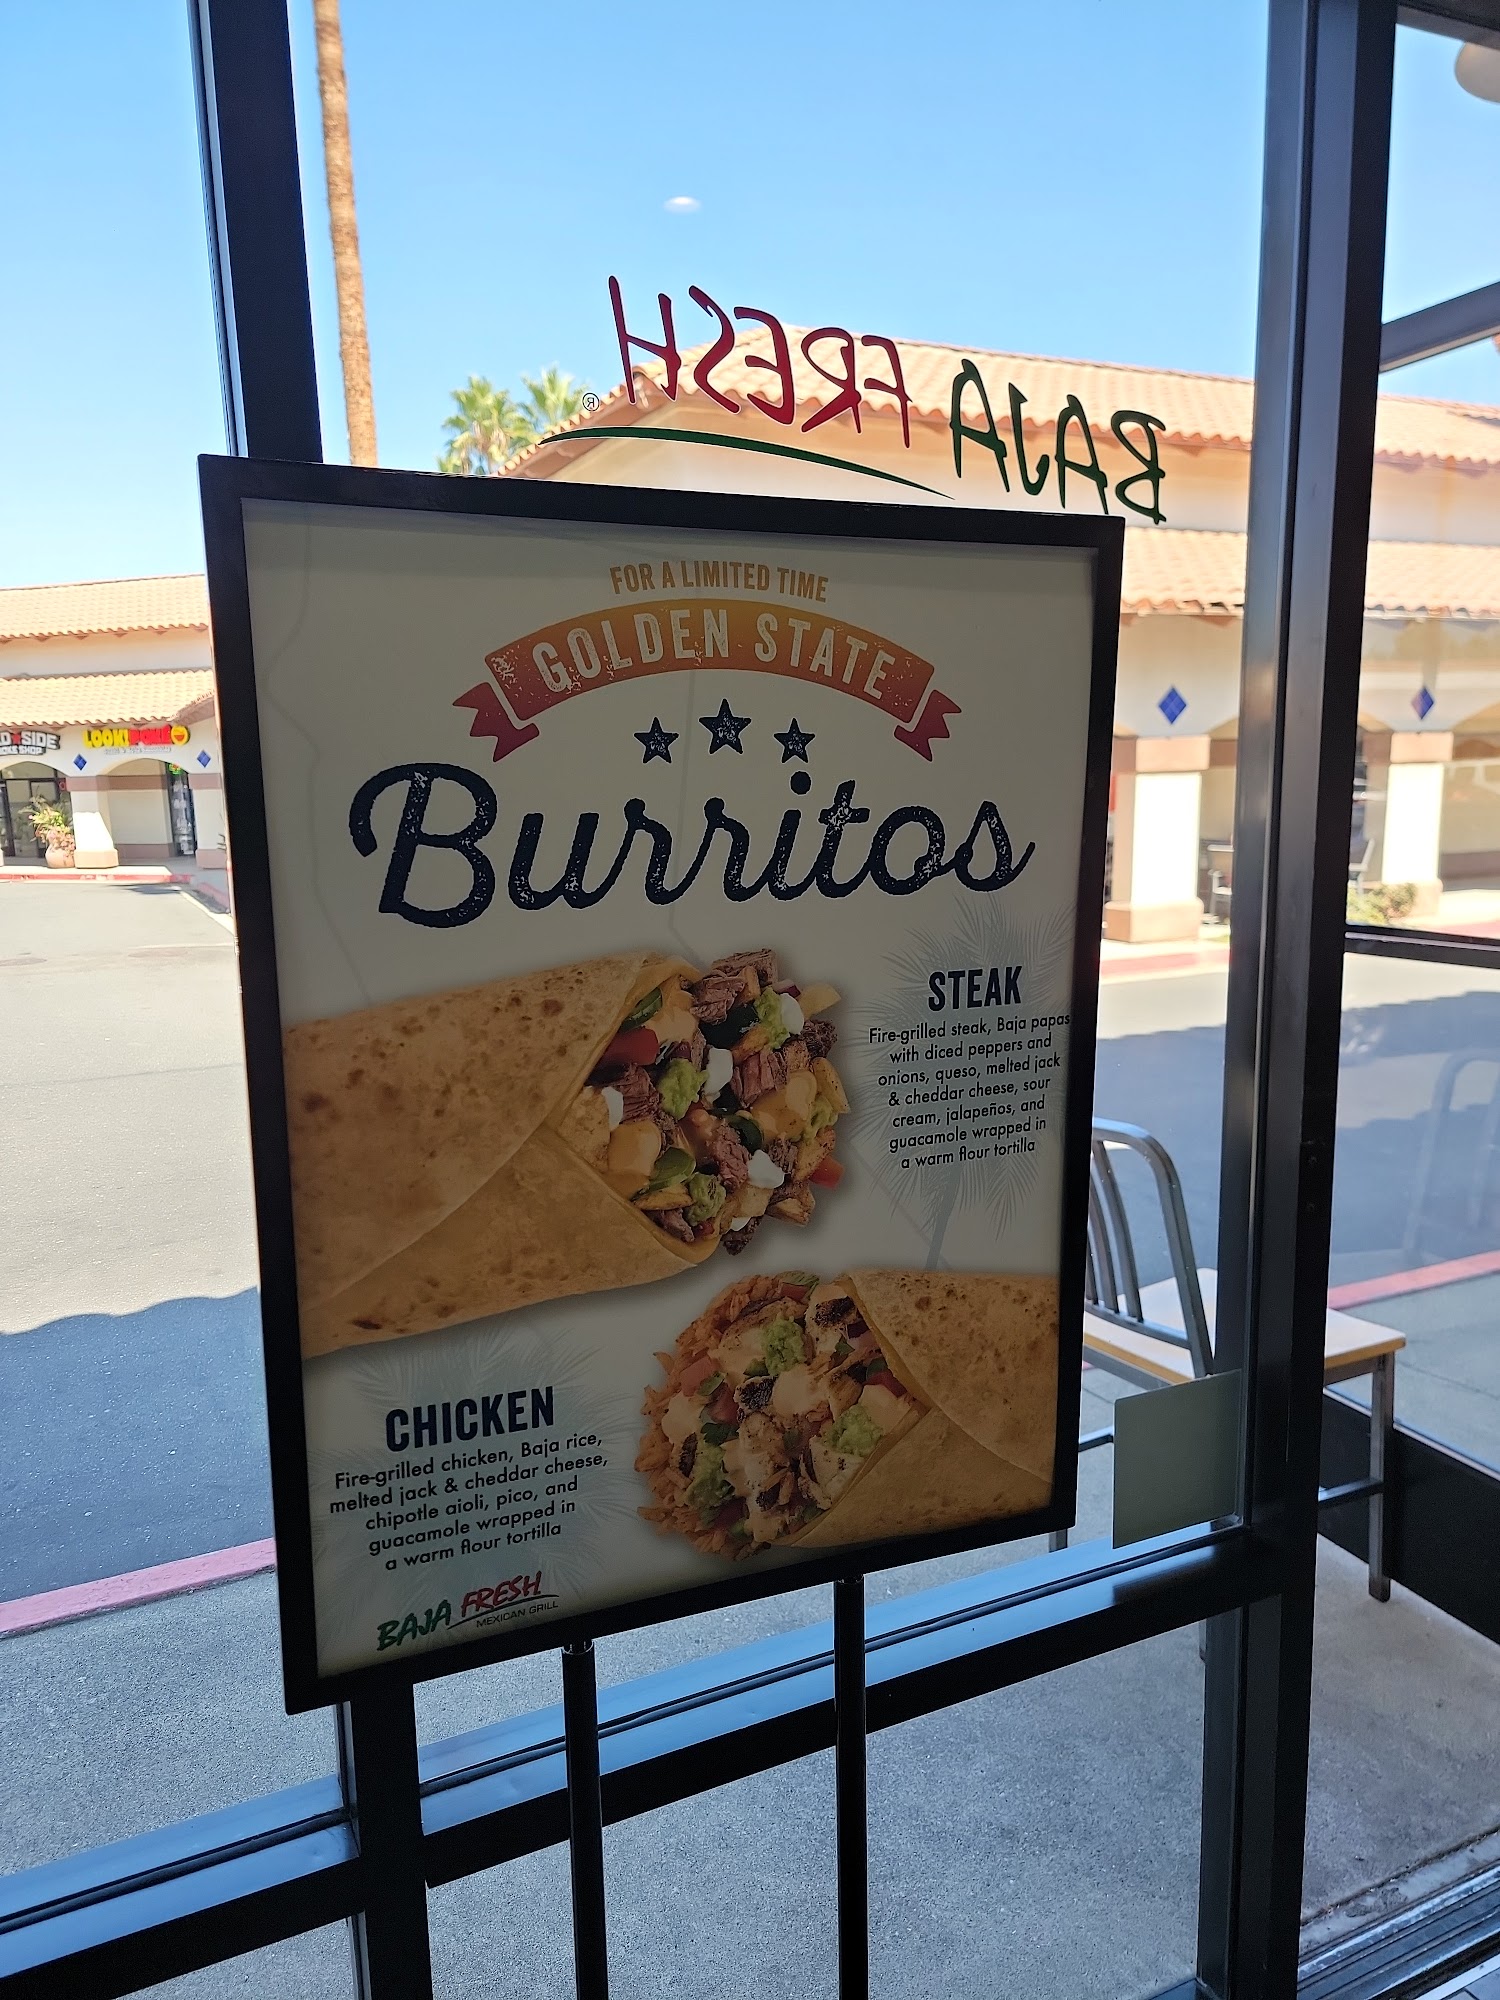 BAJA FRESH
®
FOR A LIMITED TIME
GOLDEN STATE
Burritos
STEAK
Fire-grilled steak, Baja papas
with diced peppers and
onions, queso, melted jack
& cheddar cheese, sour
cream, jalapeños, and
guacamole wrapped in
a warm flour tortilla
CHICKEN
Fire-grilled chicken, Baja rice,
melted jack & cheddar cheese,
chipotle aioli, pico, and
guacamole wrapped in
a warm flour tortilla
BAJA FRESH
MEXICAN GRILL
SIDE
SHOP
LOOK!